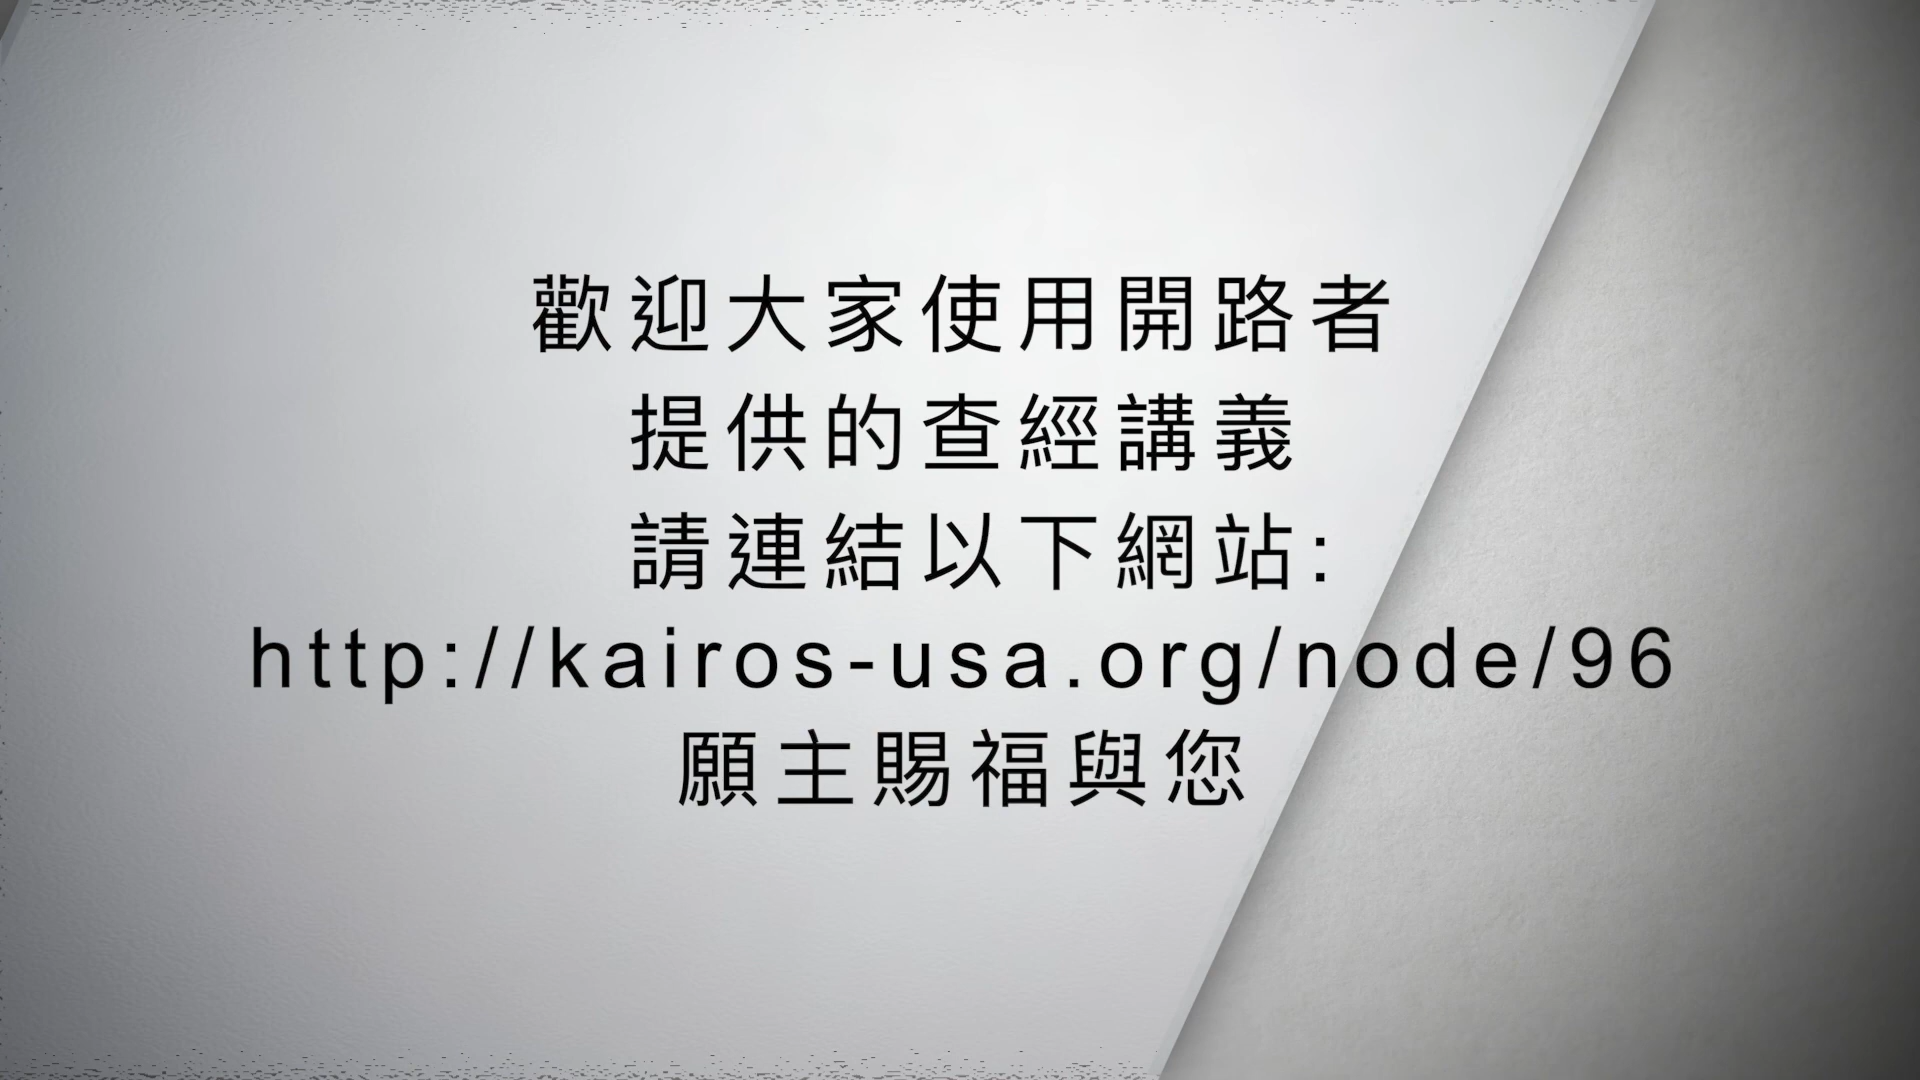 歡迎大家使用開路者
提供的查經講義
請連結以下網站:
http://kairos-usa.org/node/96
願主賜福與您